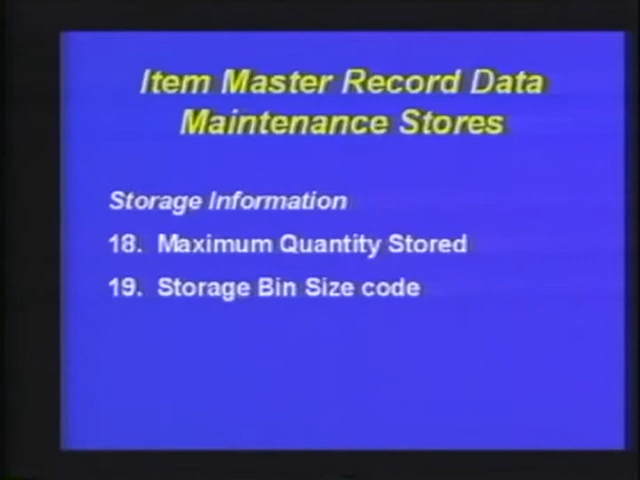 Item Master Record Data
Maintenance Stores
Storage Information
18. Maximum Quantity Stored
19. Storage Bin Size code